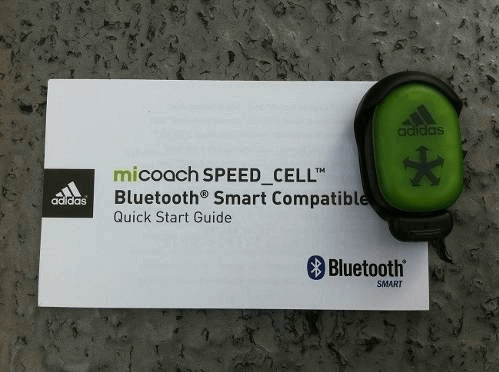 micoach SPEED_CELL™
Bluetooth® Smart Compatible
Quick Start Guide
adidas
Bluetooth®
SMART
adidas